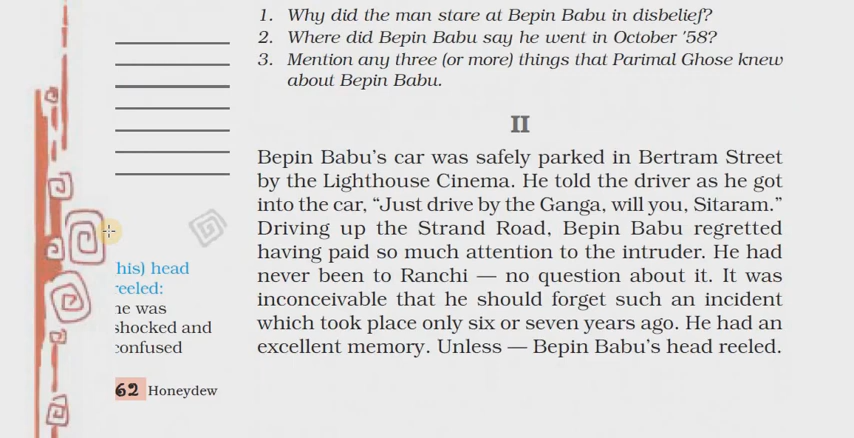 1. Why did the man stare at Bepin Babu in disbelief?
2. Where did Bepin Babu say he went in October '58?
3. Mention any three (or more) things that Parimal Ghose knew
about Bepin Babu.
II
Bepin Babu's car was safely parked in Bertram Street
by the Lighthouse Cinema. He told the driver as he got
into the car, “Just drive by the Ganga, will you, Sitaram.”
Driving up the Strand Road, Bepin Babu regretted
having paid so much attention to the intruder. He had
never been to Ranchi — no question about it. It was
inconceivable that he should forget such an incident
which took place only six or seven years ago. He had an
excellent memory. Unless — Bepin Babu's head reeled.
his) head
reeled:
he was
shocked and
confused
62 Honeydew